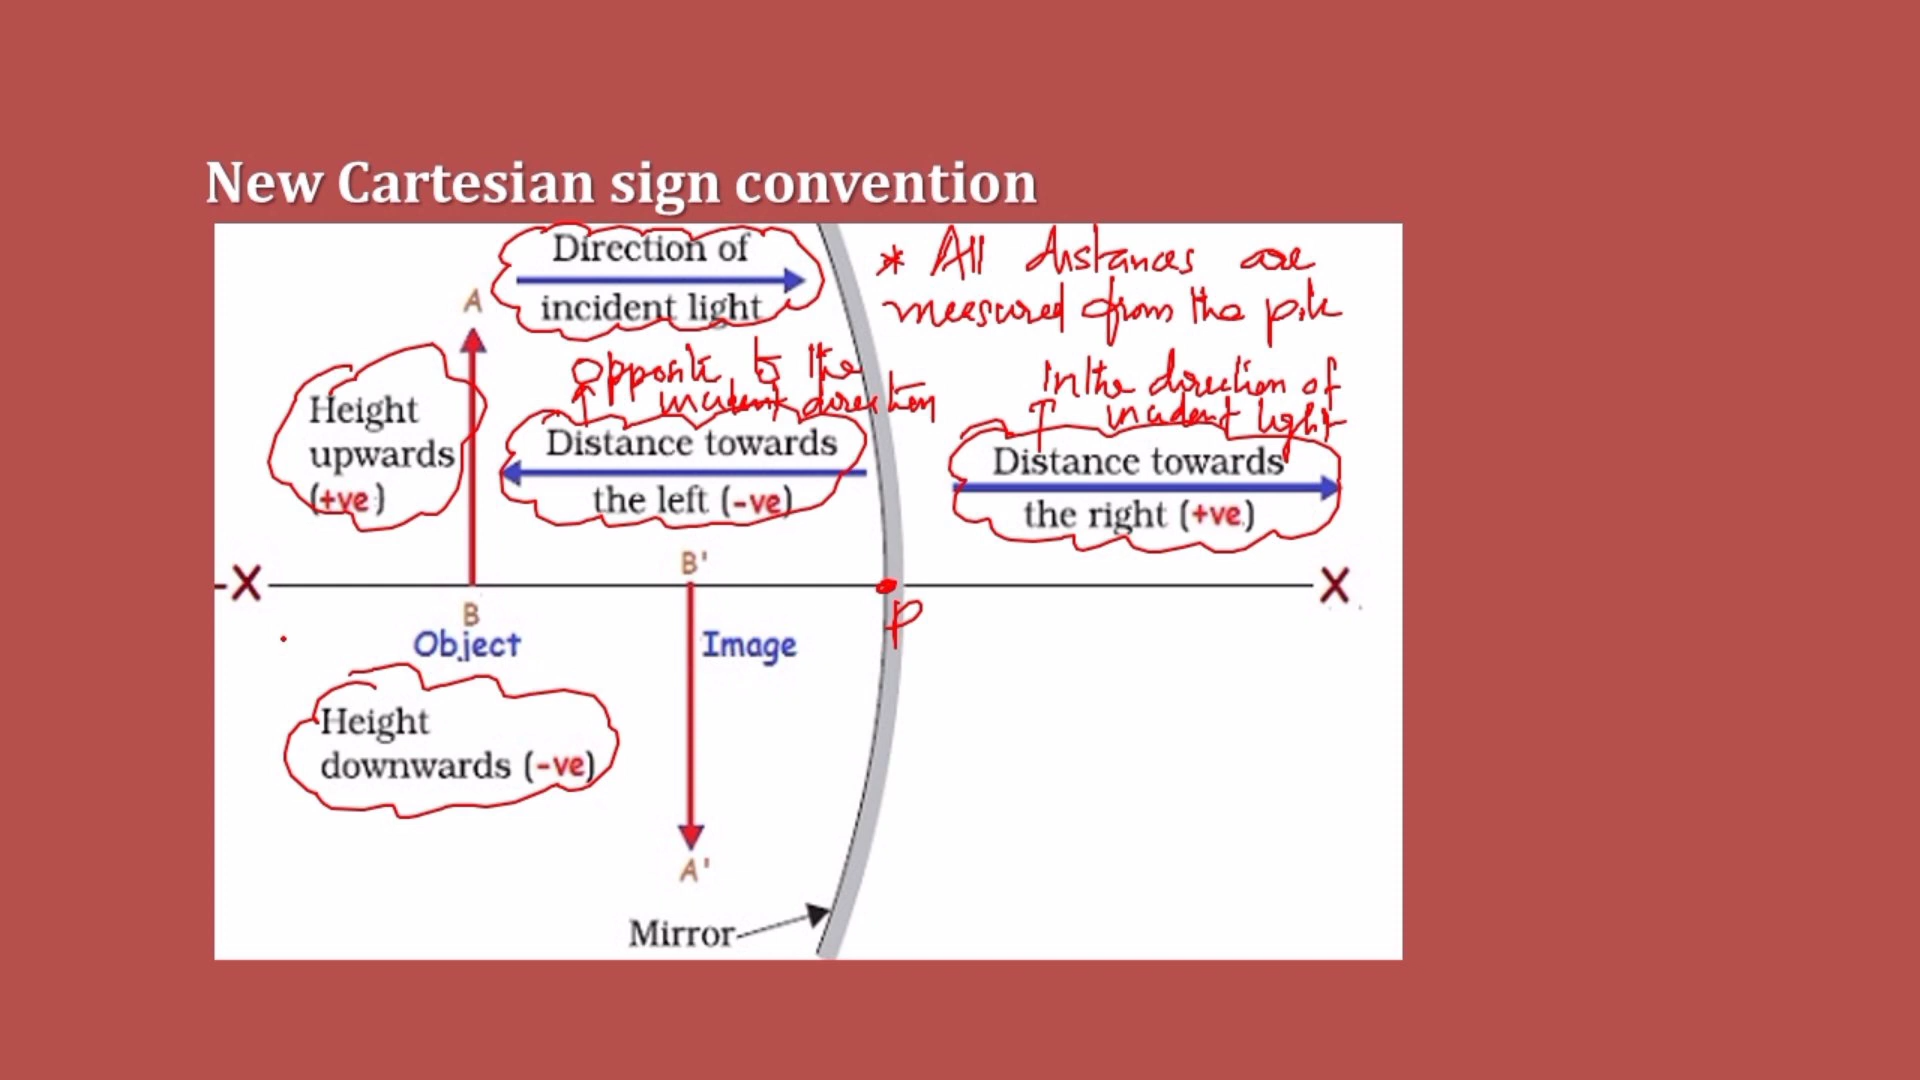 New Cartesian sign convention
Direction of
incident light
* All distances are
measured from the pole
A
Opposite to the
incident direction
In the direction of
incident light
Height
upwards
(+ve)
Distance towards
the left (-ve)
Distance towards
the right (+ve)
B'
-X
X
B
P
Object
Image
Height
downwards (-ve)
A'
Mirror